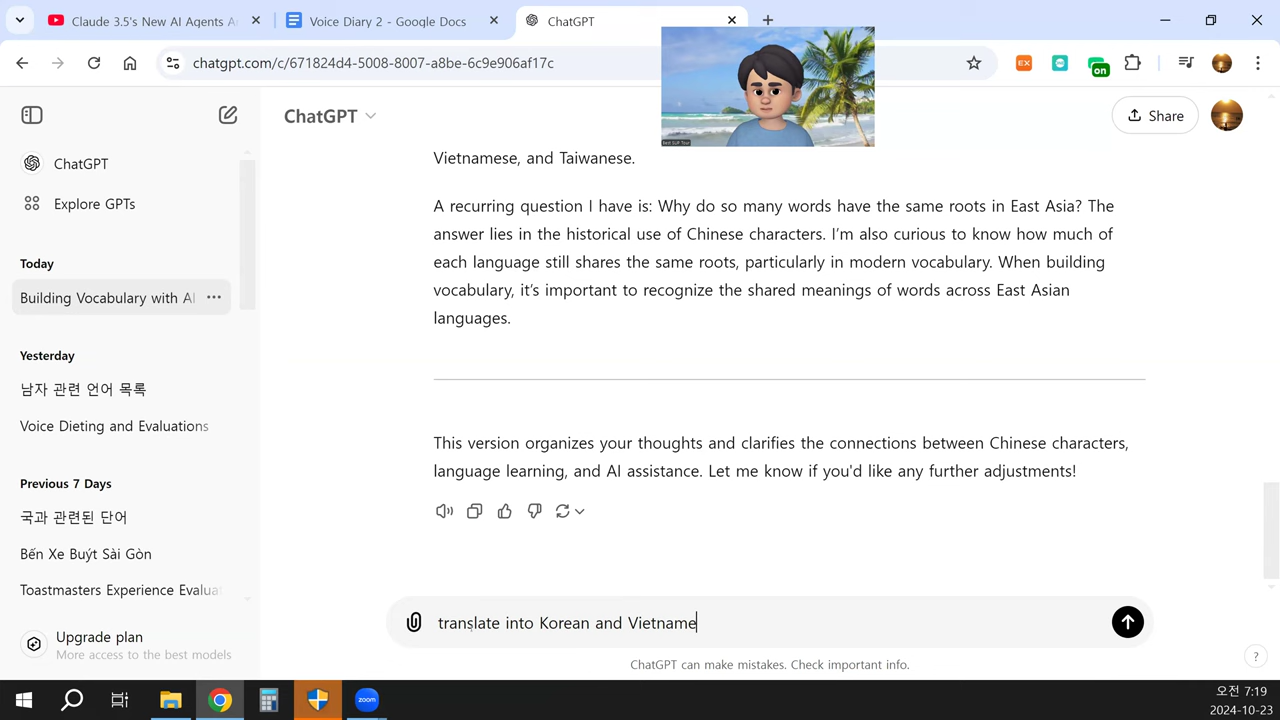 Claude 3.5's New AI Agents A
Voice Diary 2 - Google Docs
ChatGPT
chatgpt.com/c/671824d4-5008-8007-a8be-6c9e906af17c
EX
on
ChatGPT
Share
ChatGPT
Explore GPTs
Today
Building Vocabulary with AI
Yesterday
남자 관련 언어 목록
Voice Dieting and Evaluations
Previous 7 Days
국과 관련된 단어
Bến Xe Buýt Sài Gòn
Toastmasters Experience Evalua
Upgrade plan
More access to the best models
Vietnamese, and Taiwanese.
A recurring question I have is: Why do so many words have the same roots in East Asia? The
answer lies in the historical use of Chinese characters. I'm also curious to know how much of
each language still shares the same roots, particularly in modern vocabulary. When building
vocabulary, it's important to recognize the shared meanings of words across East Asian
languages.
This version organizes your thoughts and clarifies the connections between Chinese characters,
language learning, and AI assistance. Let me know if you'd like any further adjustments!
translate into Korean and Vietname
ChatGPT can make mistakes. Check important info.
?
zoom
오전 7:19
2024-10-23